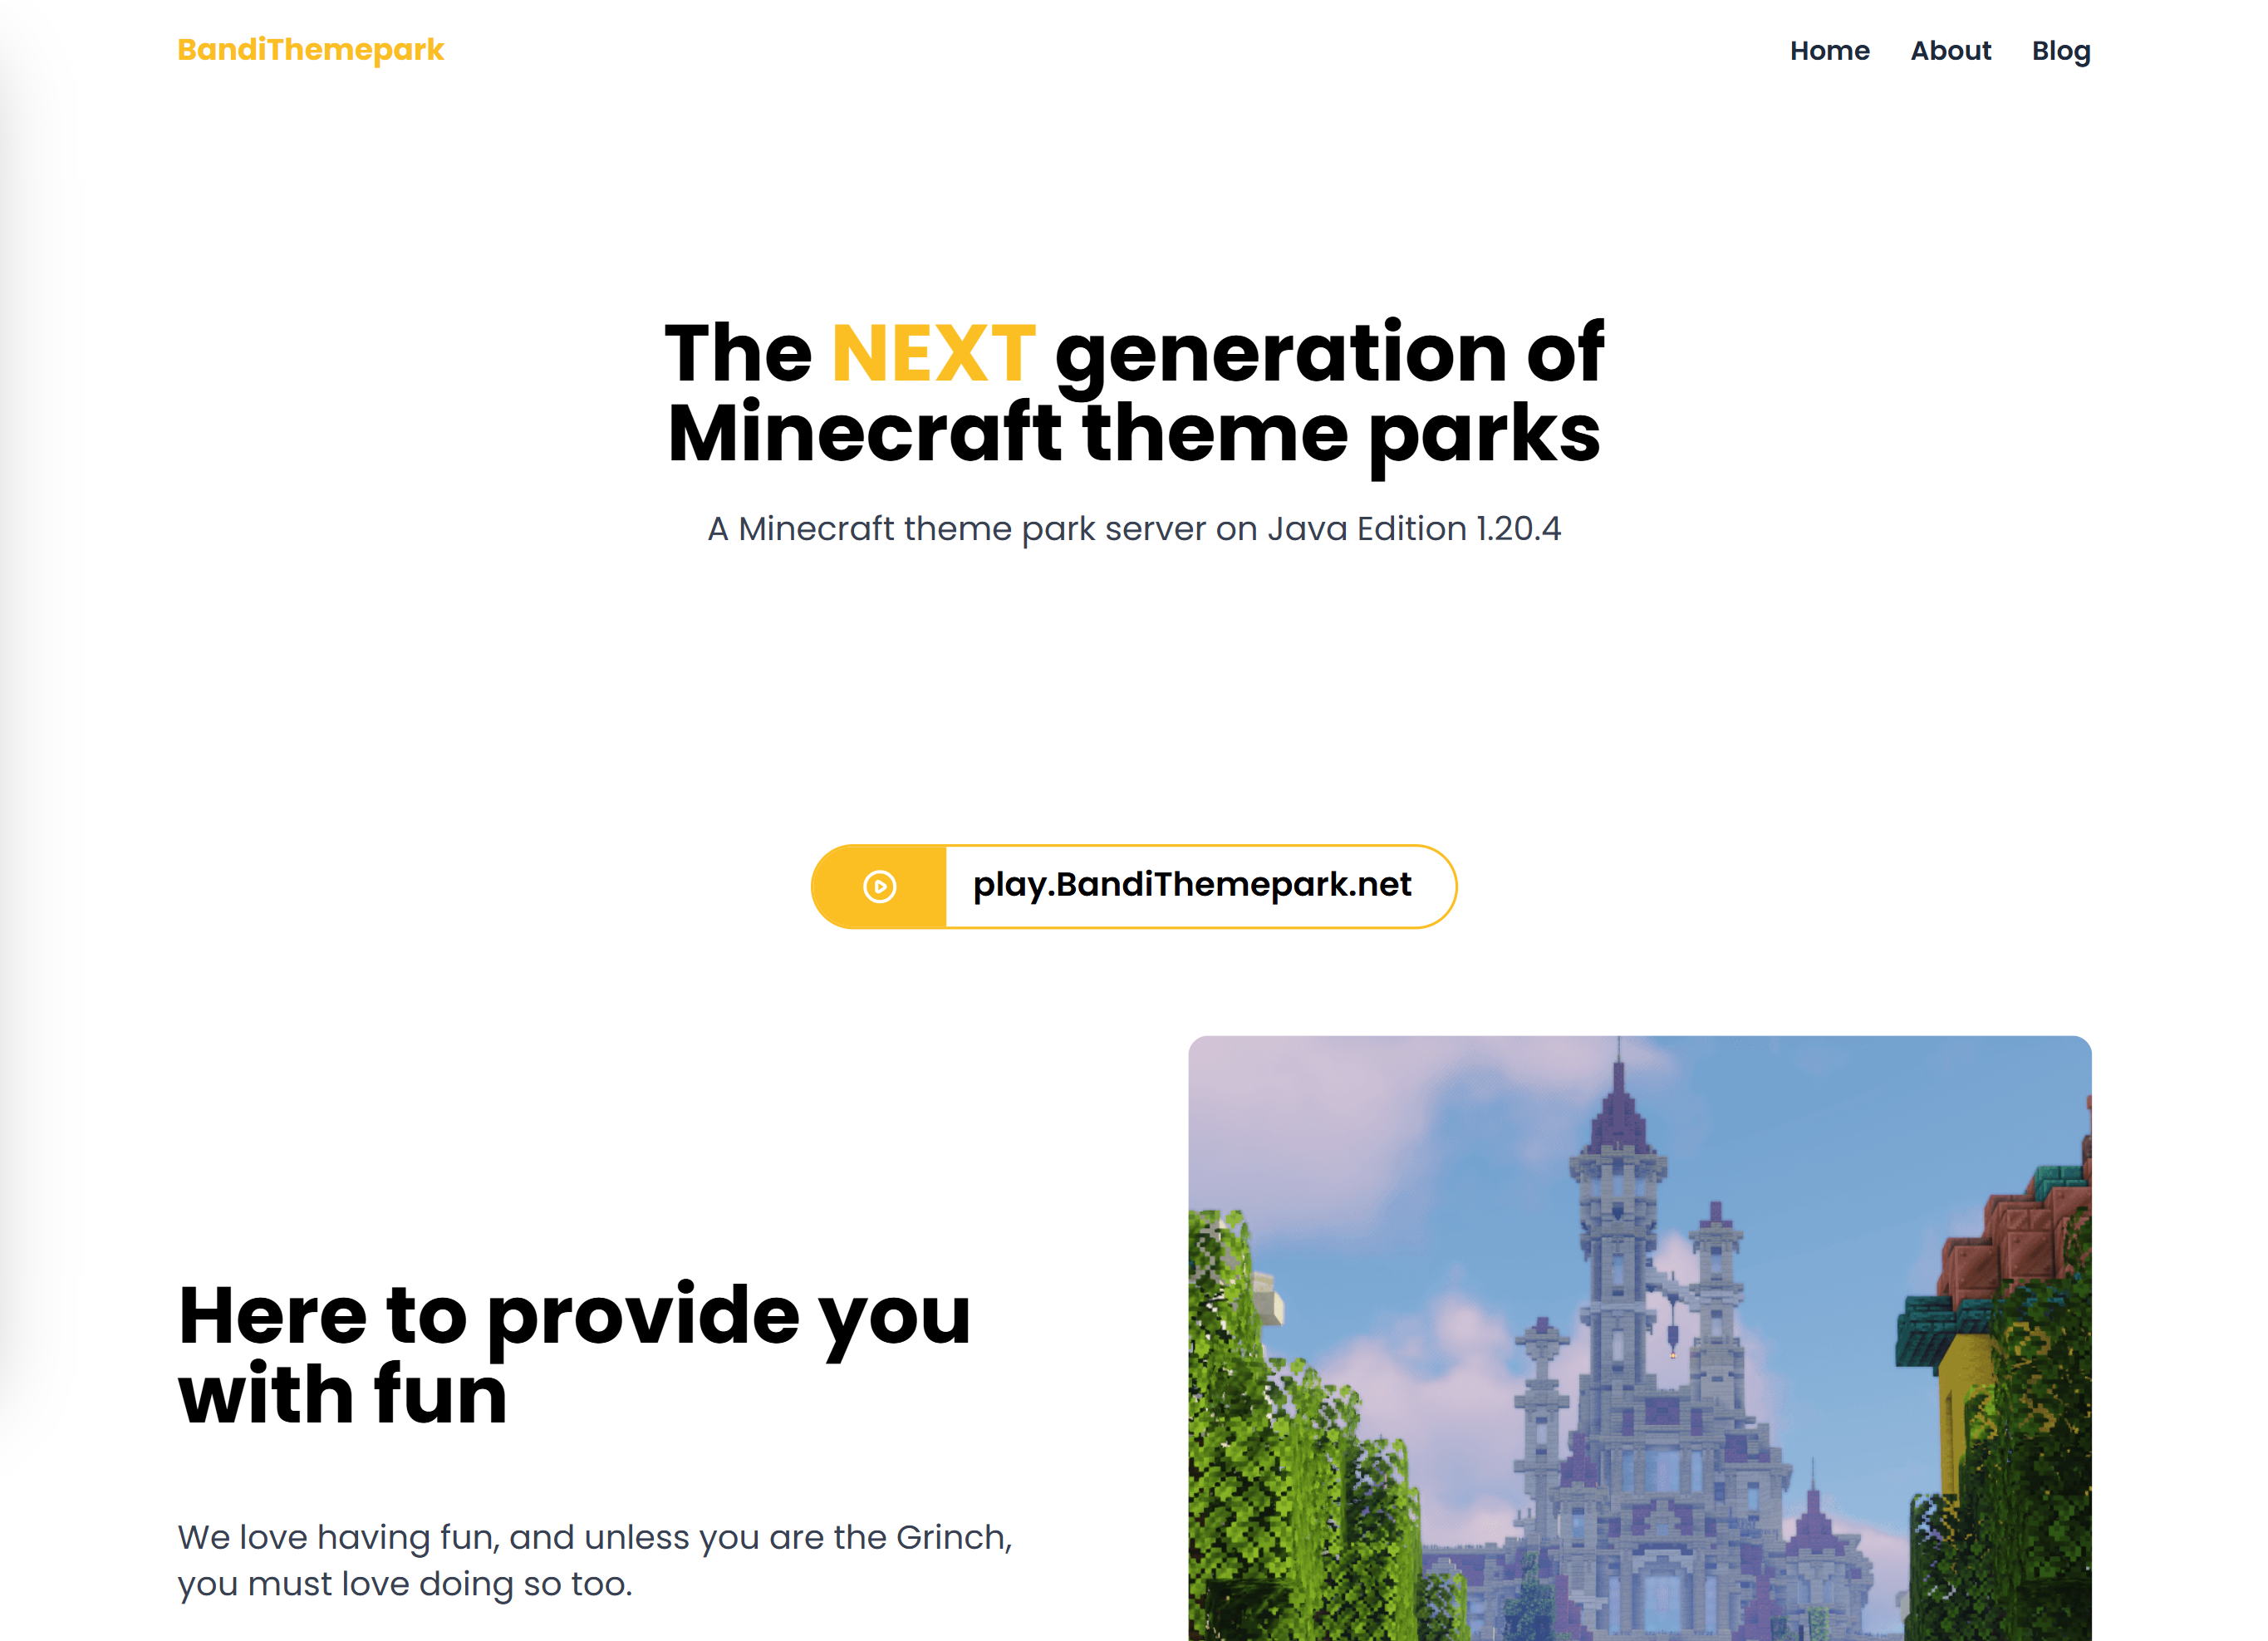 BandiThemepark
Home About Blog
The NEXT generation of
Minecraft theme parks
A Minecraft theme park server on Java Edition 1.20.4
play.BandiThemepark.net
Here to provide you
with fun
We love having fun, and unless you are the Grinch,
you must love doing so too.